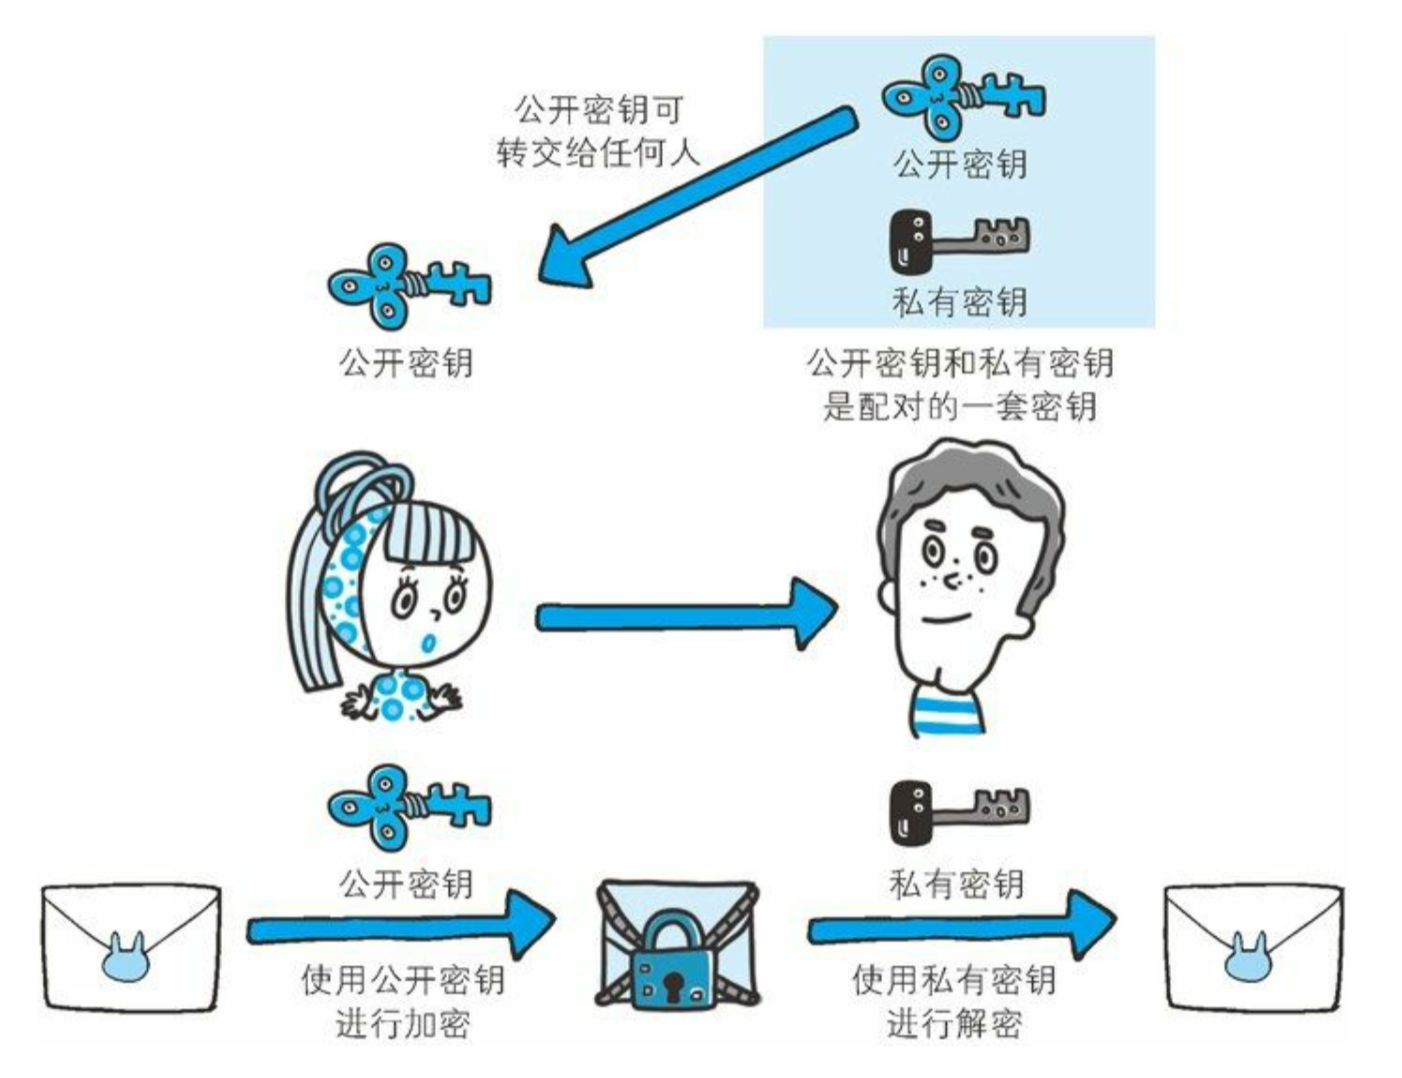 公开密钥可
转交给任何人
公开密钥
私有密钥
公开密钥
公开密钥和私有密钥
是配对的一套密钥
公开密钥
私有密钥
使用公开密钥
进行加密
使用私有密钥
进行解密